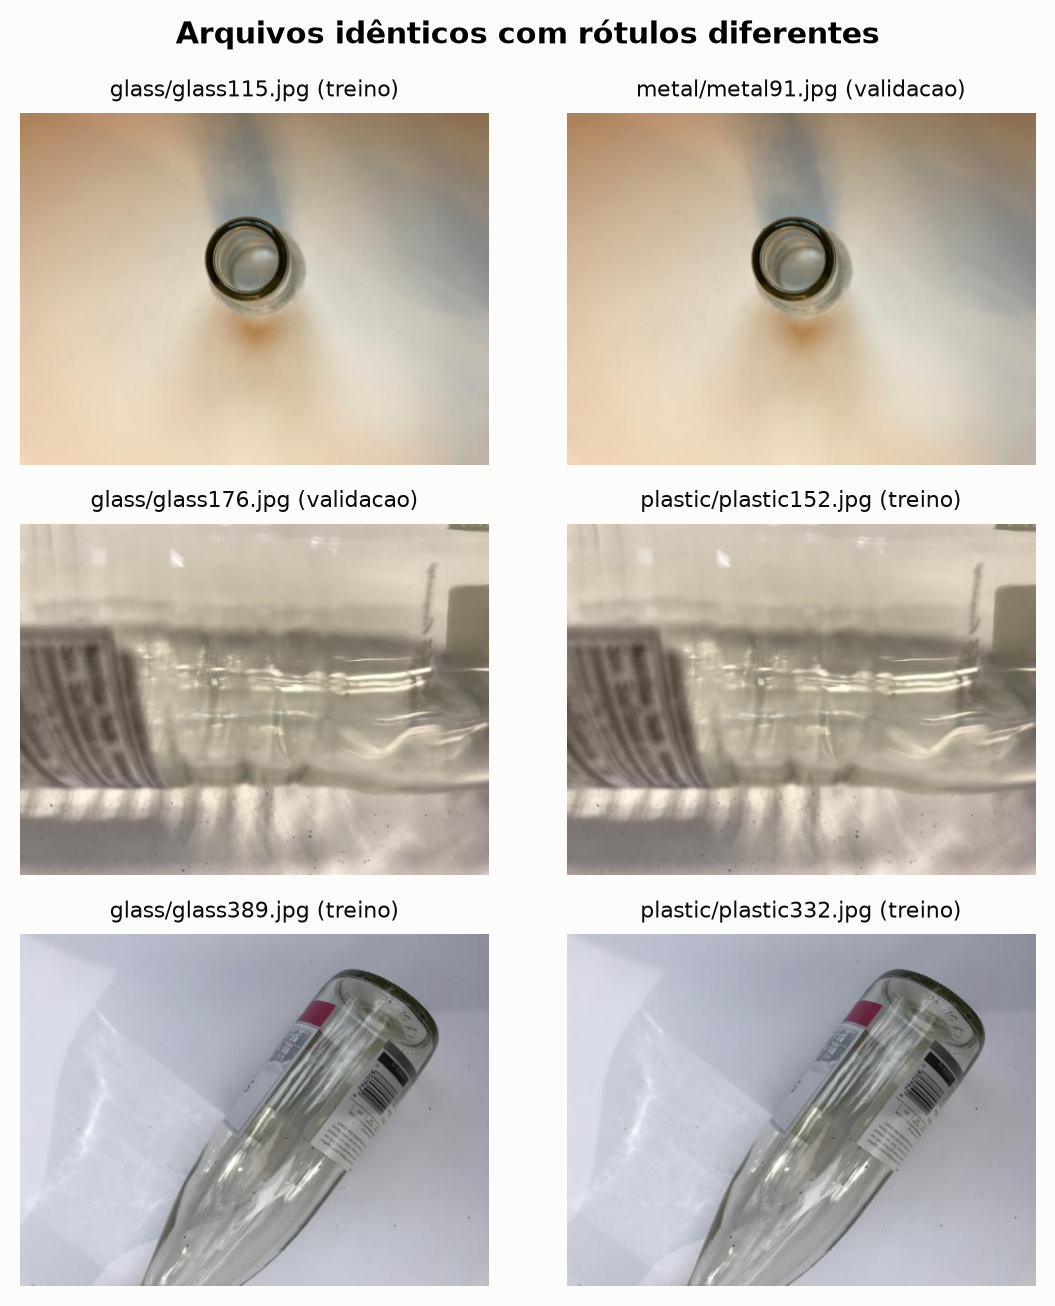 Arquivos idênticos com rótulos diferentes
glass/glass115.jpg (treino)
metal/metal91.jpg (validacao)
glass/glass176.jpg (validacao)
plastic/plastic152.jpg (treino)
glass/glass389.jpg (treino)
plastic/plastic332.jpg (treino)